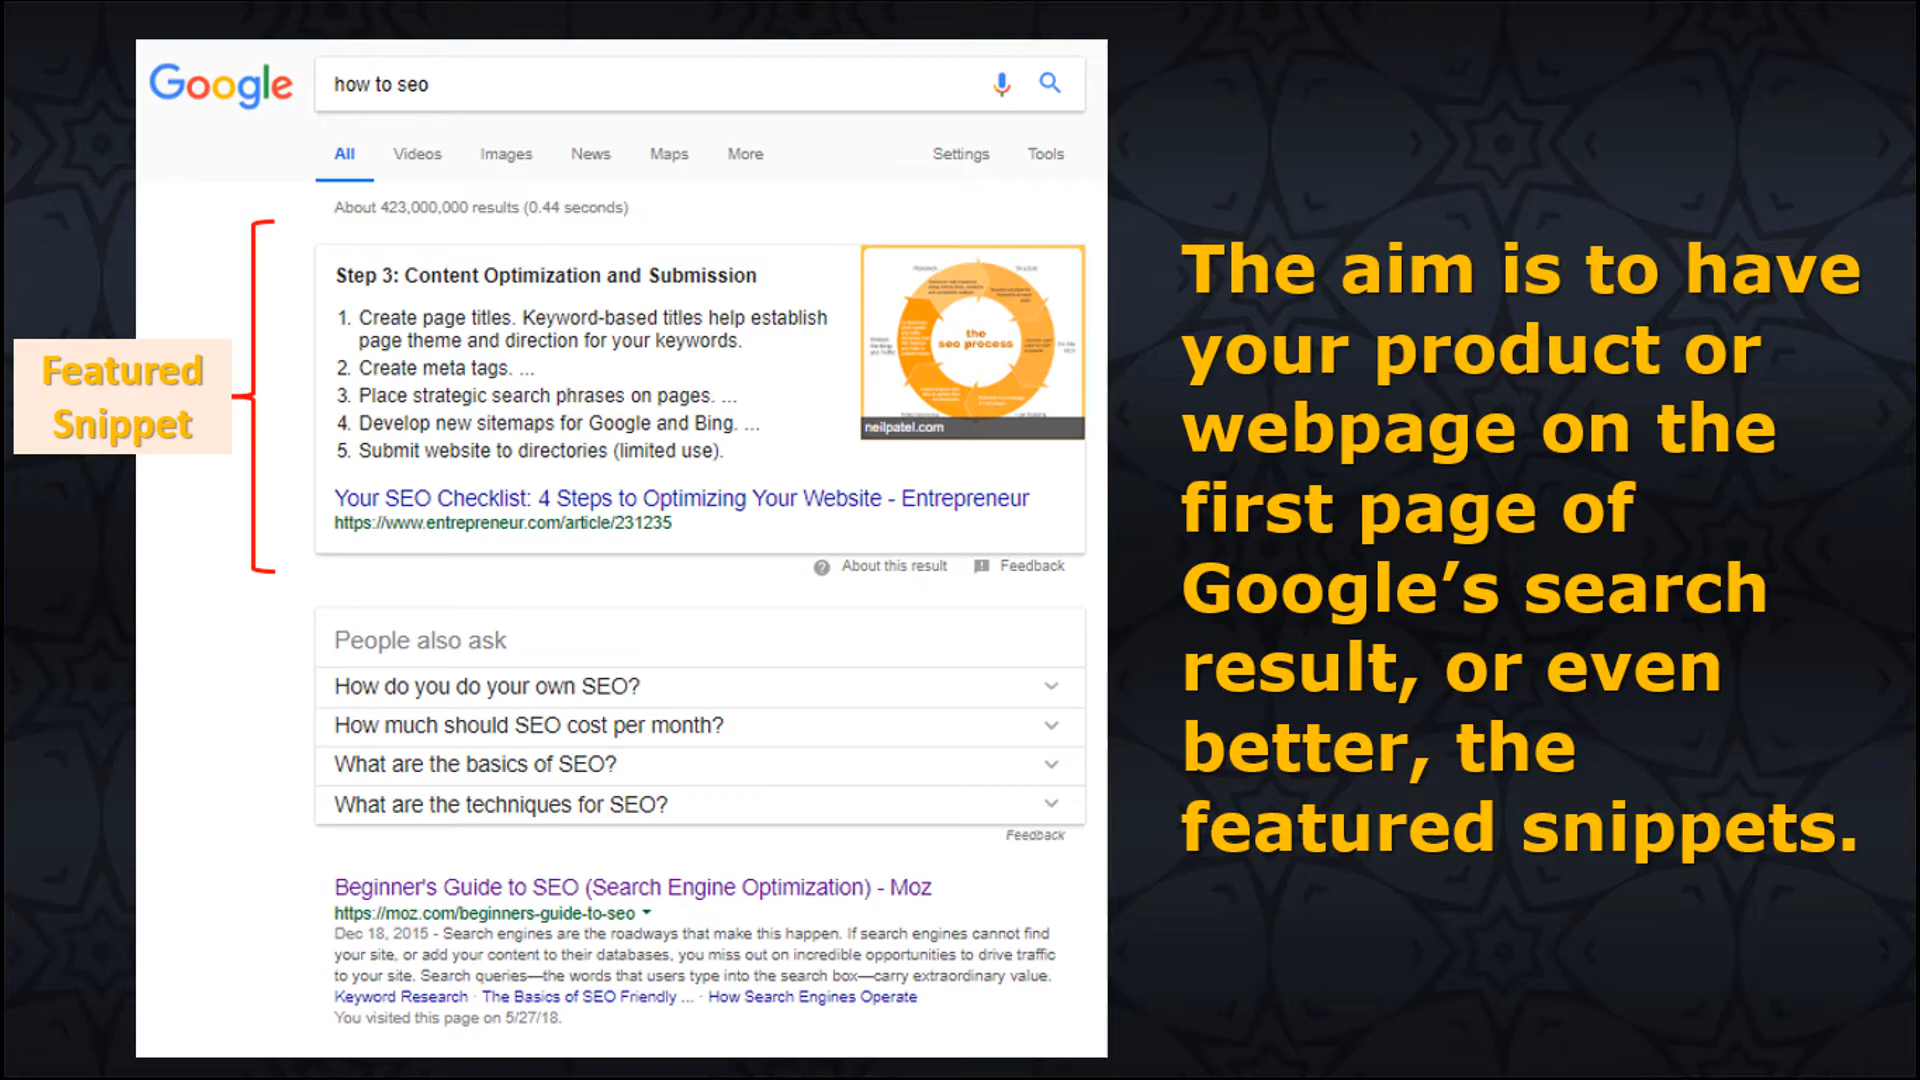 Google
how to seo
All Videos Images News Maps More Settings Tools
About 423,000,000 results (0.44 seconds)
Featured
Snippet
Step 3: Content Optimization and Submission
1. Create page titles. Keyword-based titles help establish
page theme and direction for your keywords.
2. Create meta tags. ...
3. Place strategic search phrases on pages. ...
4. Develop new sitemaps for Google and Bing. ...
5. Submit website to directories (limited use).
the
seo process
neilpatel.com
Your SEO Checklist: 4 Steps to Optimizing Your Website - Entrepreneur
https://www.entrepreneur.com/article/231235
About this result Feedback
People also ask
How do you do your own SEO?
How much should SEO cost per month?
What are the basics of SEO?
What are the techniques for SEO?
Feedback
Beginner's Guide to SEO (Search Engine Optimization) - Moz
https://moz.com/beginners-guide-to-seo
Dec 18, 2015 - Search engines are the roadways that make this happen. If search engines cannot find
your site, or add your content to their databases, you miss out on incredible opportunities to drive traffic
to your site. Search queries—the words that users type into the search box—carry extraordinary value.
Keyword Research · The Basics of SEO Friendly ... · How Search Engines Operate
You visited this page on 5/27/18.
The aim is to have
your product or
webpage on the
first page of
Google’s search
result, or even
better, the
featured snippets.